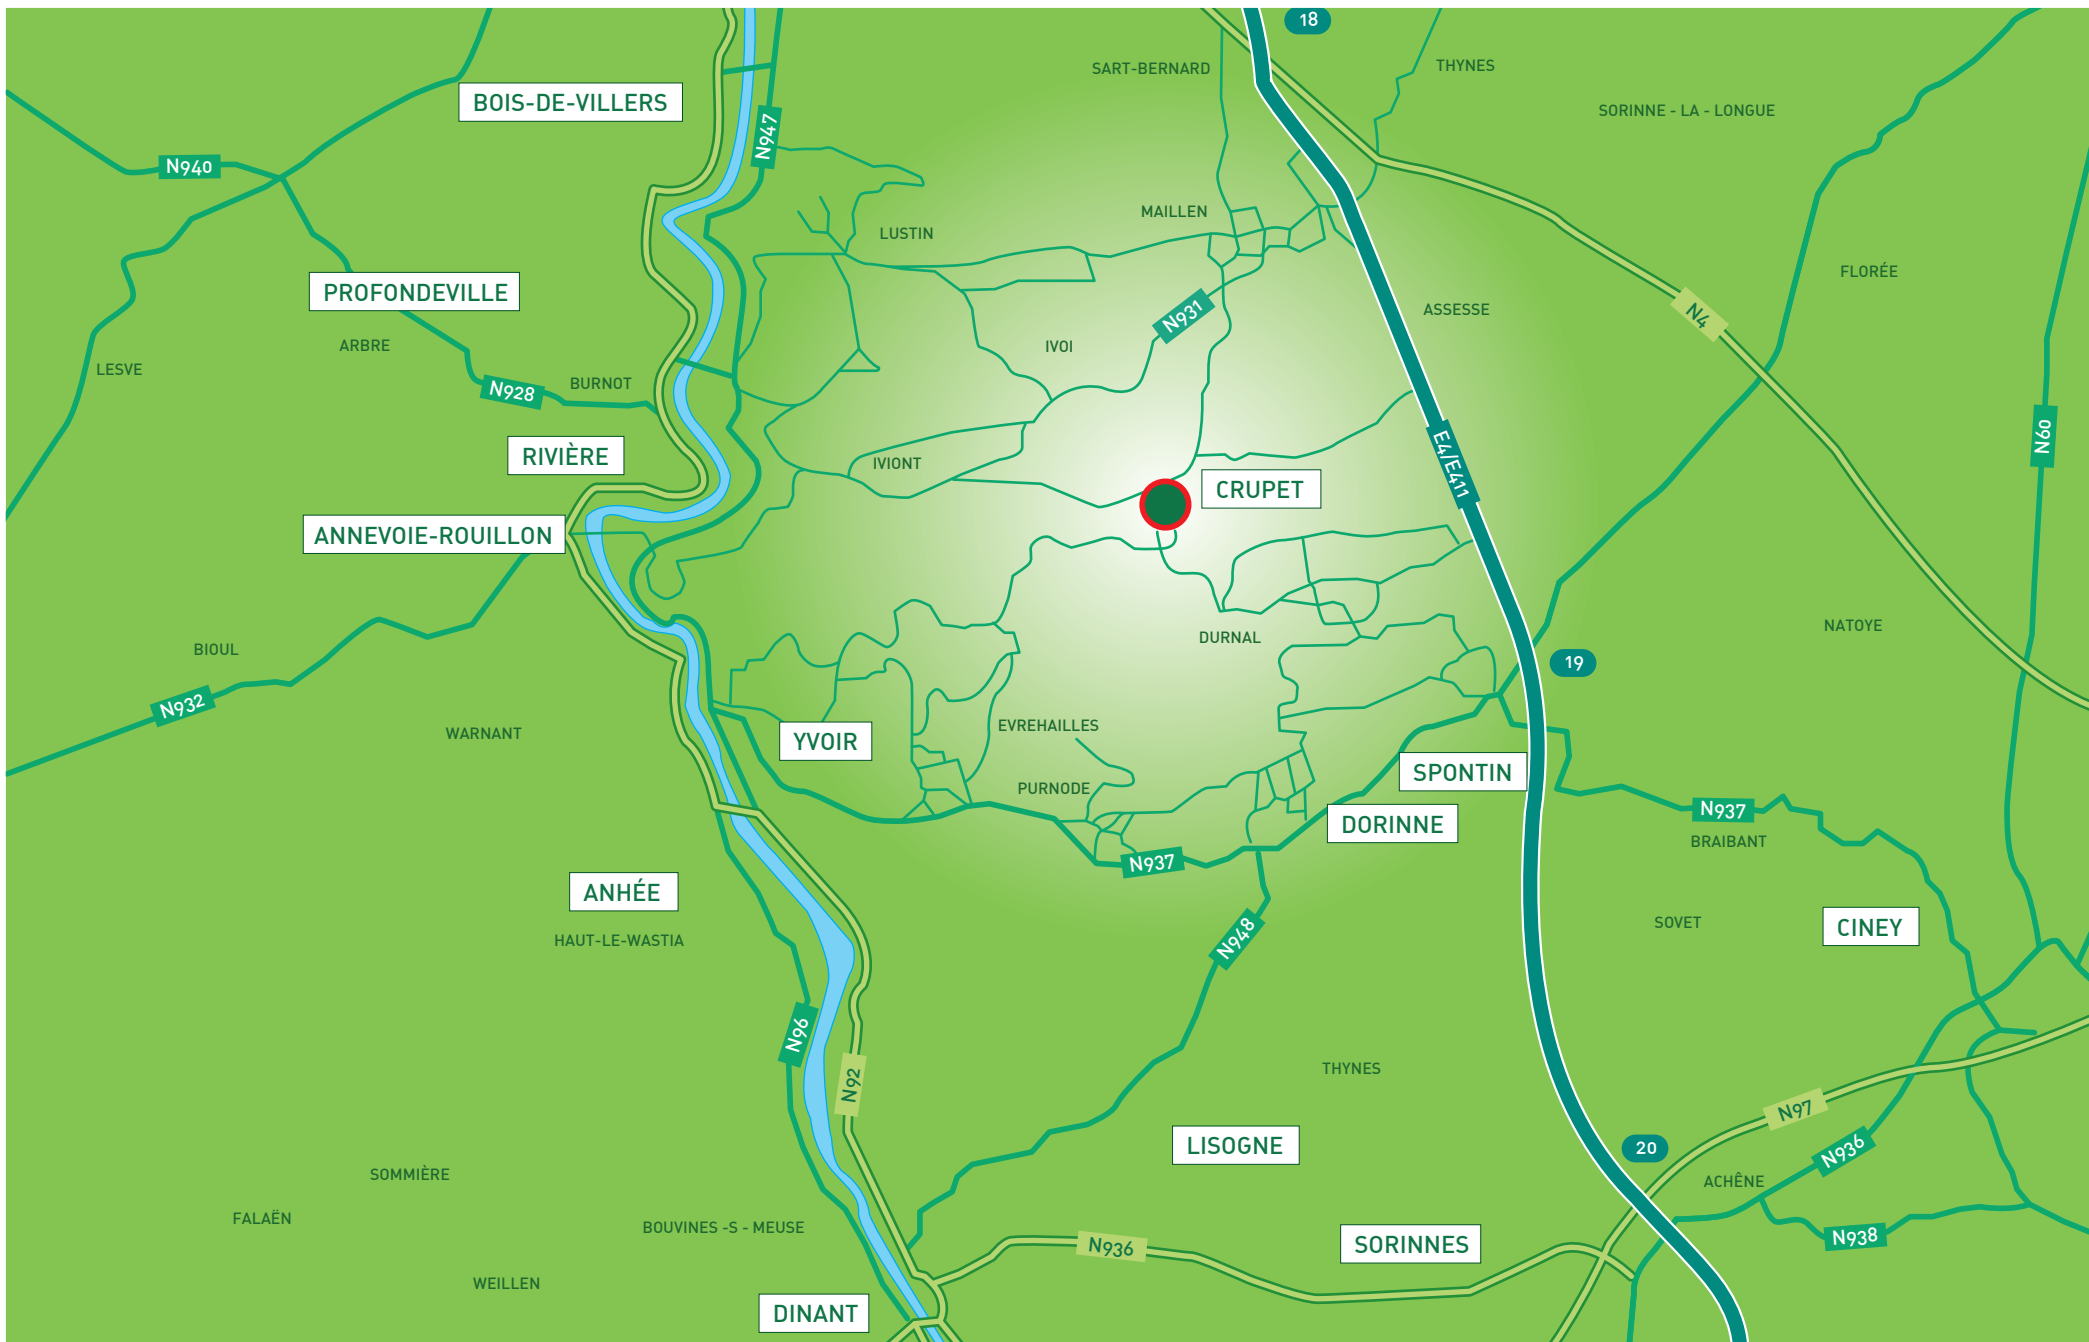 18
THYNES
SART-BERNARD
BOIS-DE-VILLERS
SORINNE - LA - LONGUE
N947
N940
MAILLEN
LUSTIN
FLORÉE
PROFONDEVILLE
N931
ASSESSE
N4
ARBRE
IVOI
LESVE
BURNOT
N928
N60
RIVIÈRE
IVIONT
E4/E411
CRUPET
ANNEVOIE-ROUILLON
NATOYE
DURNAL
BIOUL
19
N932
EVREHAILLES
WARNANT
YVOIR
SPONTIN
PURNODE
N937
DORINNE
BRAIBANT
N937
ANHÉE
SOVET
CINEY
HAUT-LE-WASTIA
N948
N96
THYNES
N92
N97
LISOGNE
20
N936
SOMMIÈRE
ACHÊNE
FALAËN
BOUVINES -S - MEUSE
N938
N936
SORINNES
WEILLEN
DINANT